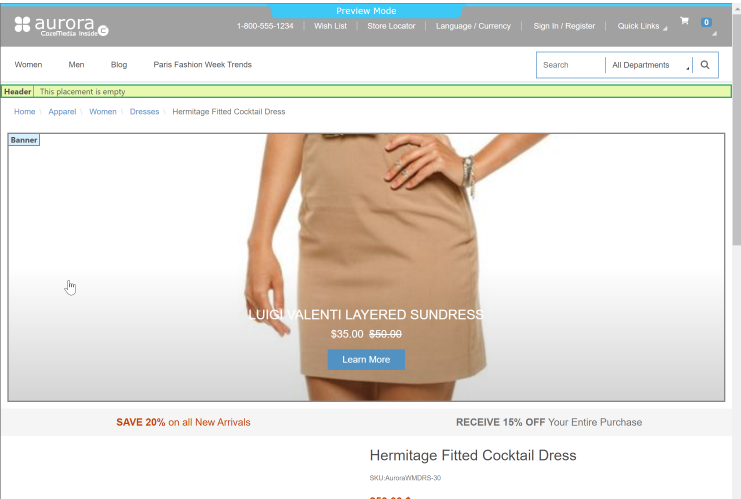 Preview Mode
aurora
CoreMedia Inside C
1-800-555-1234 Wish List Store Locator Language / Currency Sign In / Register Quick Links 0
Women Men Blog Paris Fashion Week Trends Search All Departments
Header This placement is empty
Home \ Apparel \ Women \ Dresses \ Hermitage Fitted Cocktail Dress
Banner
LUIGI VALENTI LAYERED SUNDRESS
$35.00 $50.00
Learn More
SAVE 20% on all New Arrivals RECEIVE 15% OFF Your Entire Purchase
Hermitage Fitted Cocktail Dress
SKU:AuroraWMDRS-30